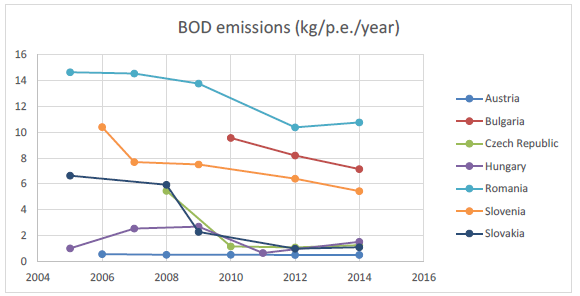 BOD emissions (kg/p.e./year)
16
14
12
10
8
6
4
2
0
2004 2006 2008 2010 2012 2014 2016
Austria
Bulgaria
Czech Republic
Hungary
Romania
Slovenia
Slovakia